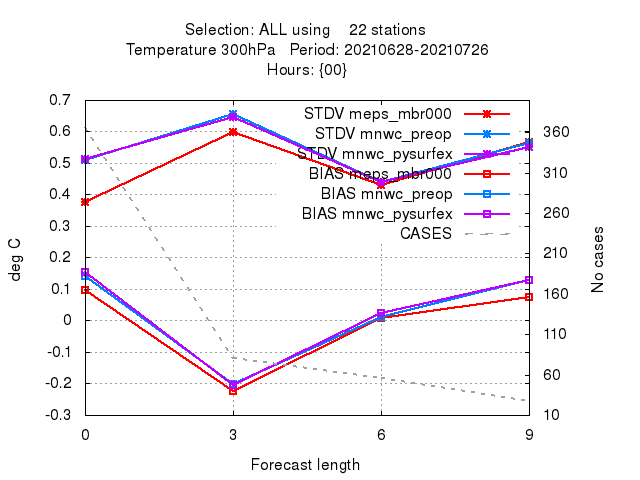 Selection: ALL using 22 stations
Temperature 300hPa Period: 20210628-20210726
Hours: {00}
0.7
0.6
0.5
0.4
0.3
0.2
0.1
0
-0.1
-0.2
-0.3
deg C
STDV meps_mbr000
STDV mnwc_preop
STDV mnwc_pysurfex
BIAS meps_mbr000
BIAS mnwc_preop
BIAS mnwc_pysurfex
CASES
360
310
260
210
160
110
60
10
No cases
0 3 6 9
Forecast length